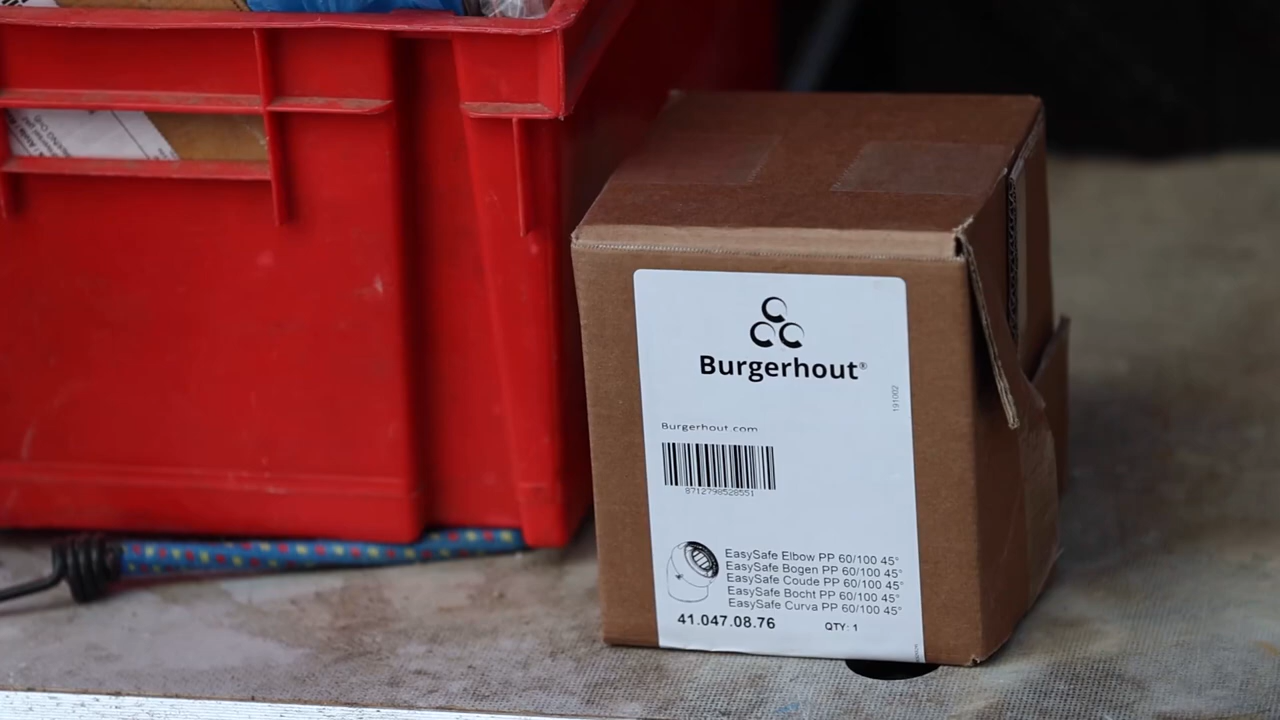 Burgerhout®
191002
Burgerhout.com
8712798528551
EasySafe Elbow PP 60/100 45°
EasySafe Bogen PP 60/100 45°
EasySafe Coude PP 60/100 45°
EasySafe Bocht PP 60/100 45°
EasySafe Curva PP 60/100 45°
41.047.08.76
QTY: 1